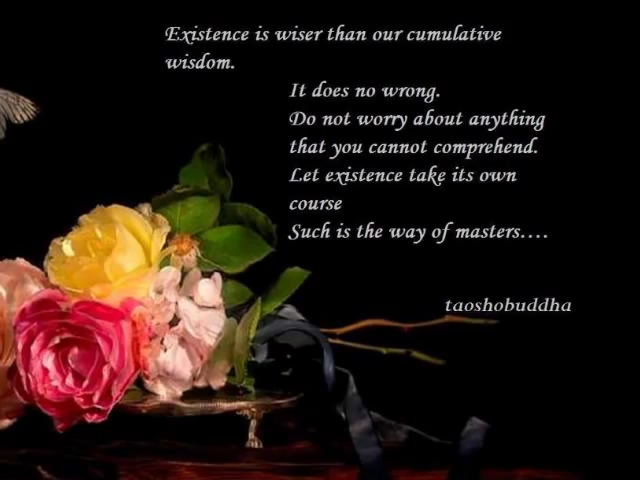 Existence is wiser than our cumulative
wisdom.
It does no wrong.
Do not worry about anything
that you cannot comprehend.
Let existence take its own
course
Such is the way of masters....
taoshobuddha